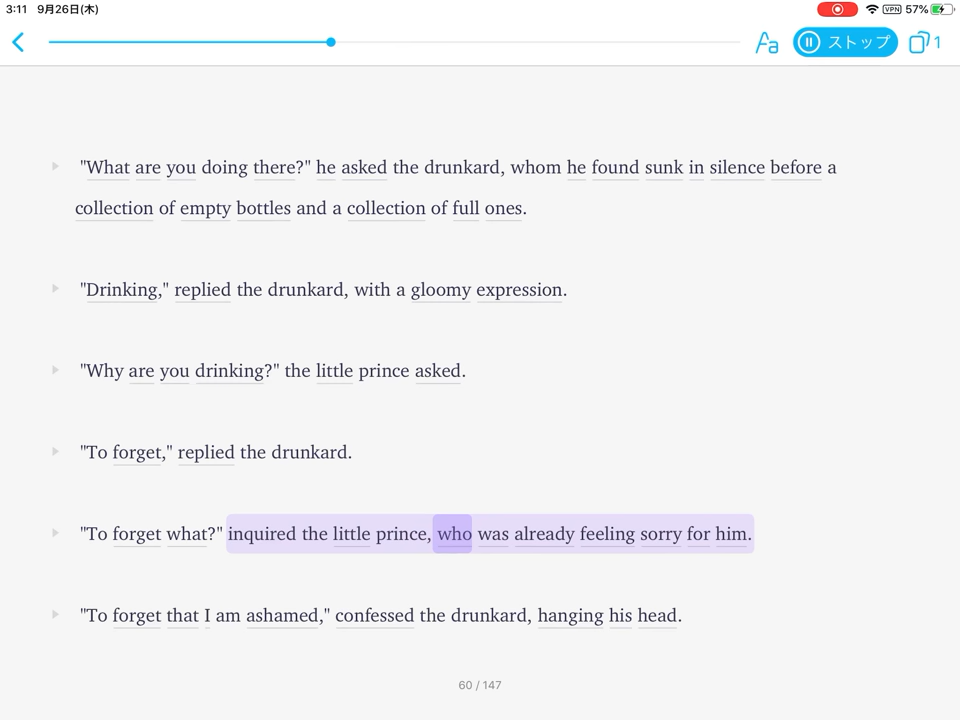 3:11 9月26日(木) VPN 57%
ストップ 1
"What are you doing there?" he asked the drunkard, whom he found sunk in silence before a
collection of empty bottles and a collection of full ones.
"Drinking," replied the drunkard, with a gloomy expression.
"Why are you drinking?" the little prince asked.
"To forget," replied the drunkard.
"To forget what?" inquired the little prince, who was already feeling sorry for him.
"To forget that I am ashamed," confessed the drunkard, hanging his head.
60 / 147